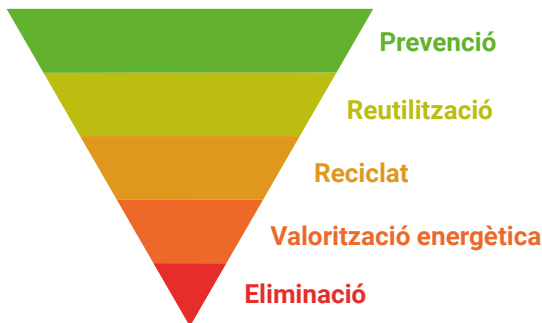 Prevenció
Reutilització
Reciclat
Valorització energètica
Eliminació